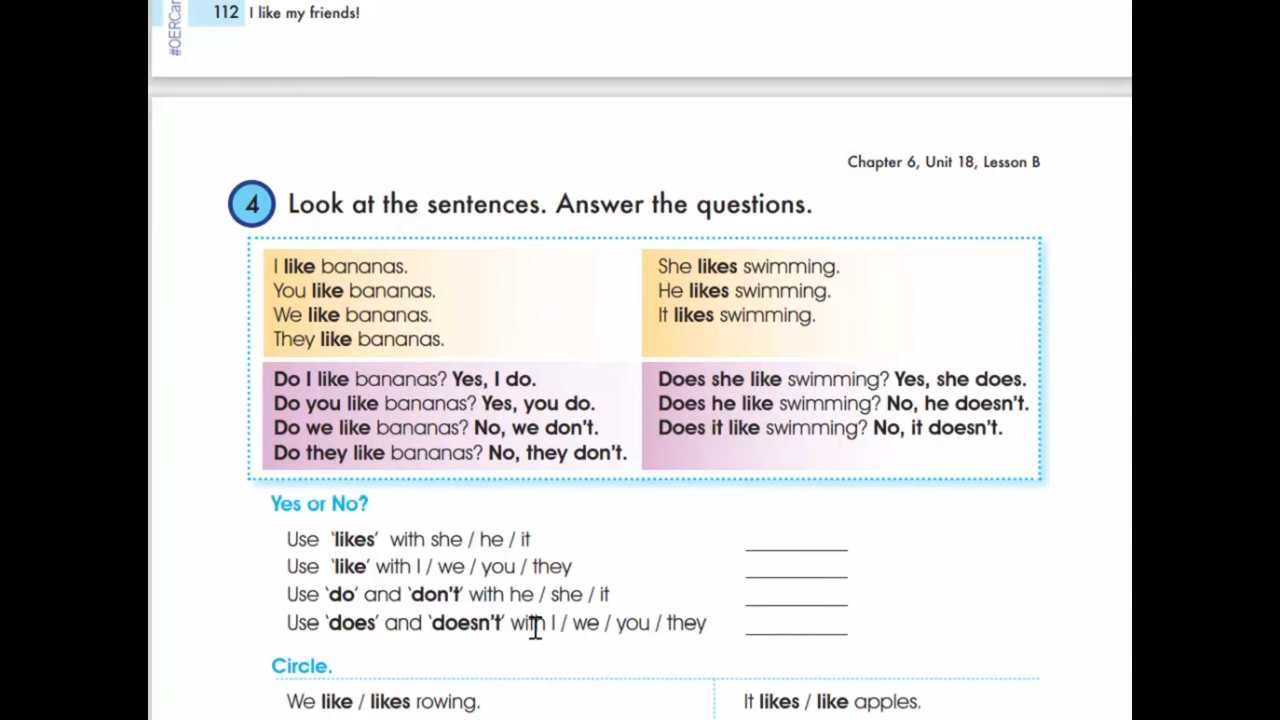 112 I like my friends!
#OERCar
Chapter 6, Unit 18, Lesson B
4 Look at the sentences. Answer the questions.
I like bananas.
You like bananas.
We like bananas.
They like bananas.
She likes swimming.
He likes swimming.
It likes swimming.
Do I like bananas? Yes, I do.
Do you like bananas? Yes, you do.
Do we like bananas? No, we don't.
Do they like bananas? No, they don't.
Does she like swimming? Yes, she does.
Does he like swimming? No, he doesn't.
Does it like swimming? No, it doesn't.
Yes or No?
Use 'likes' with she / he / it
Use 'like' with I / we / you / they
Use 'do' and 'don't' with he / she / it
Use 'does' and 'doesn't' with I / we / you / they
Circle.
We like / likes rowing.
It likes / like apples.